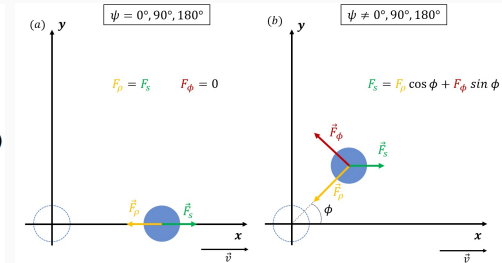 (a)
y
ψ = 0°, 90°, 180°
F_ρ = F_s F_ϕ = 0
F⃗_ρ
F⃗_s
x
v⃗
(b)
y
ψ ≠ 0°, 90°, 180°
F_s = F_ρ cos ϕ + F_ϕ sin ϕ
F⃗_ϕ
F⃗_s
F⃗_ρ
ϕ
x
v⃗